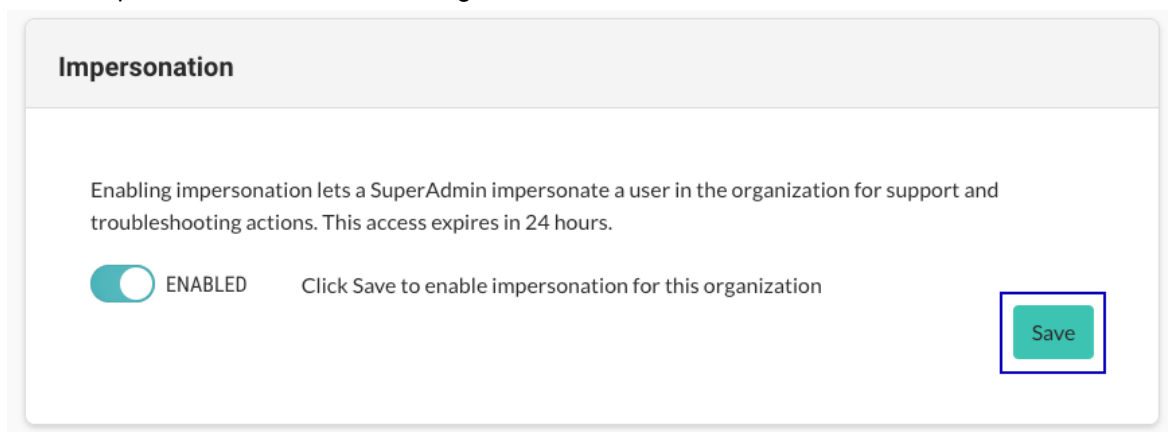 Impersonation
Enabling impersonation lets a SuperAdmin impersonate a user in the organization for support and
troubleshooting actions. This access expires in 24 hours.
ENABLED Click Save to enable impersonation for this organization
Save